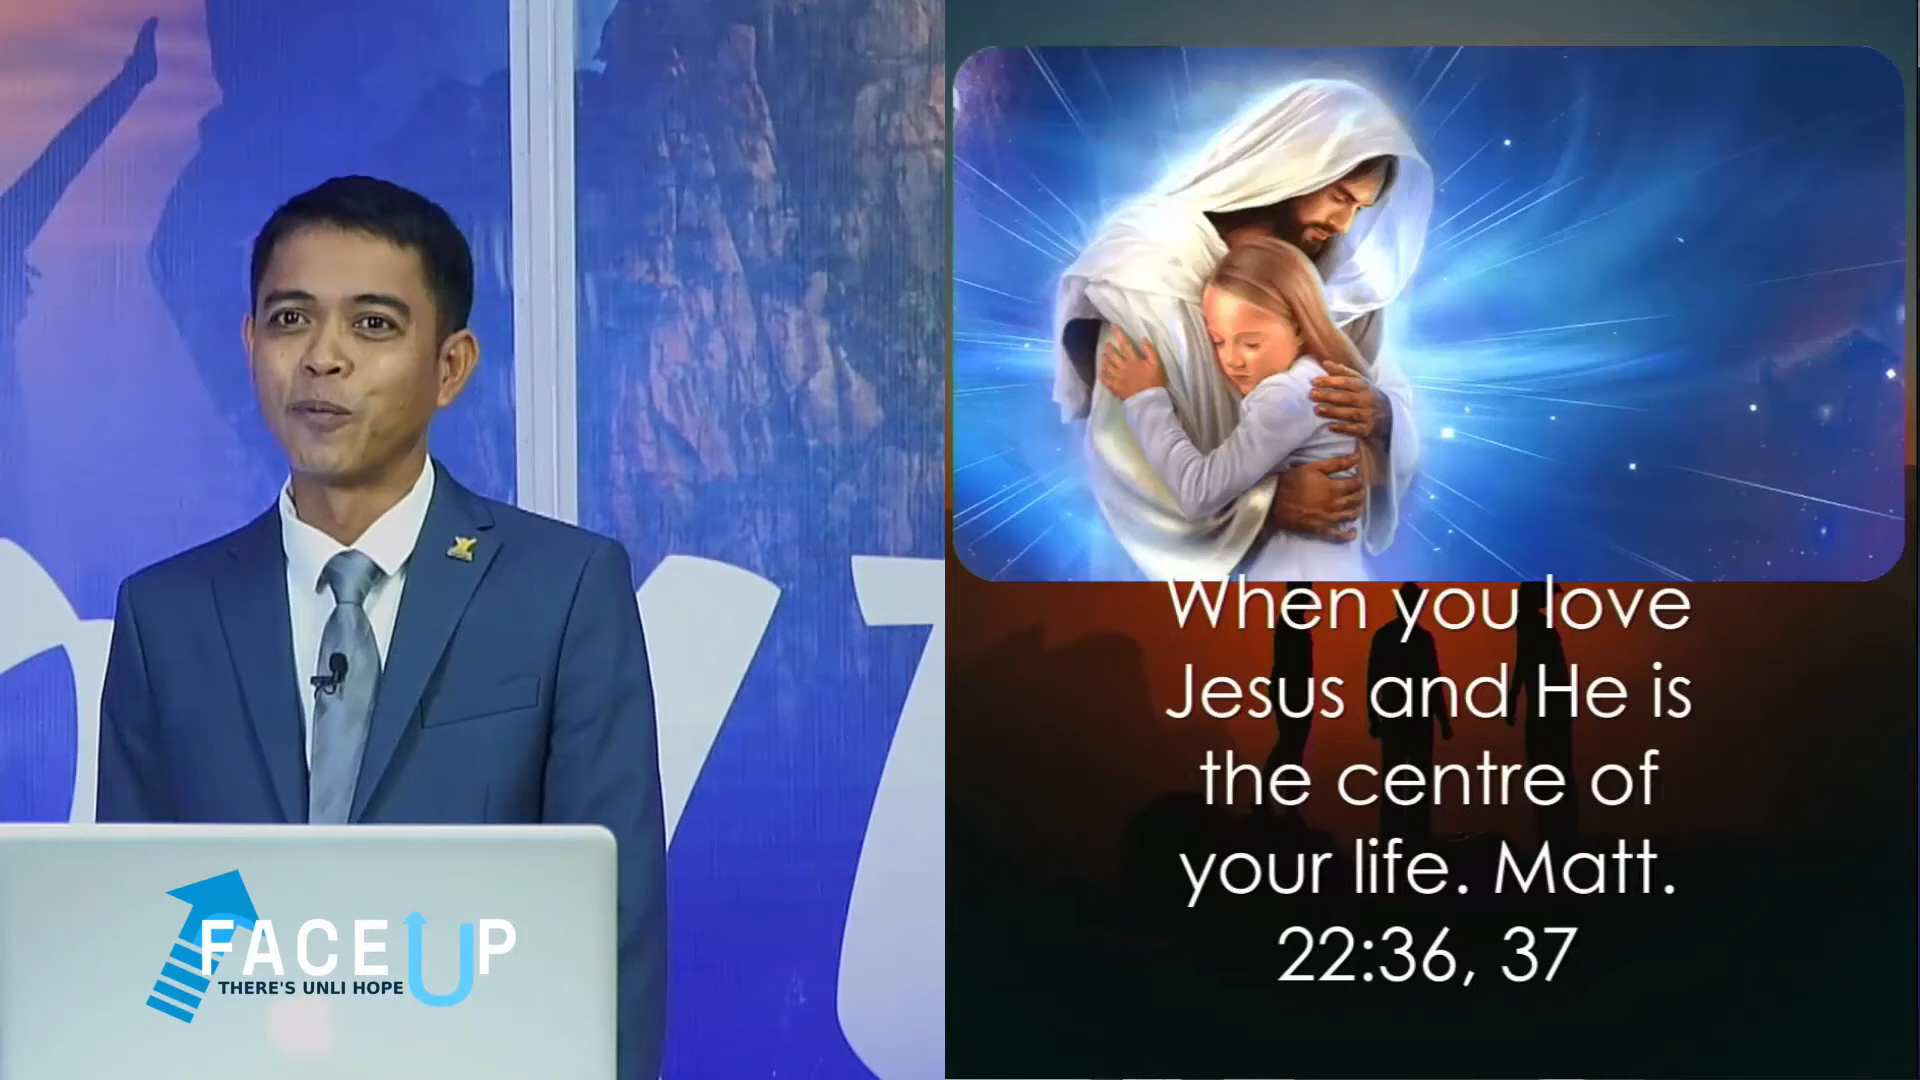 FACE UP
THERE'S UNLI HOPE
When you love
Jesus and He is
the centre of
your life. Matt.
22:36, 37